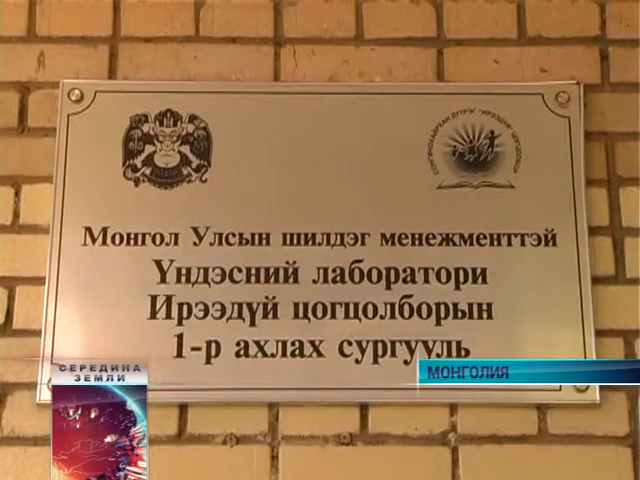 Монгол Улсын шилдэг менежменттэй
Үндэсний лаборатори
Ирээдүй цогцолборын
1-р ахлах сургууль
СЕРЕДИНА
ЗЕМЛИ
МОНГОЛИЯ